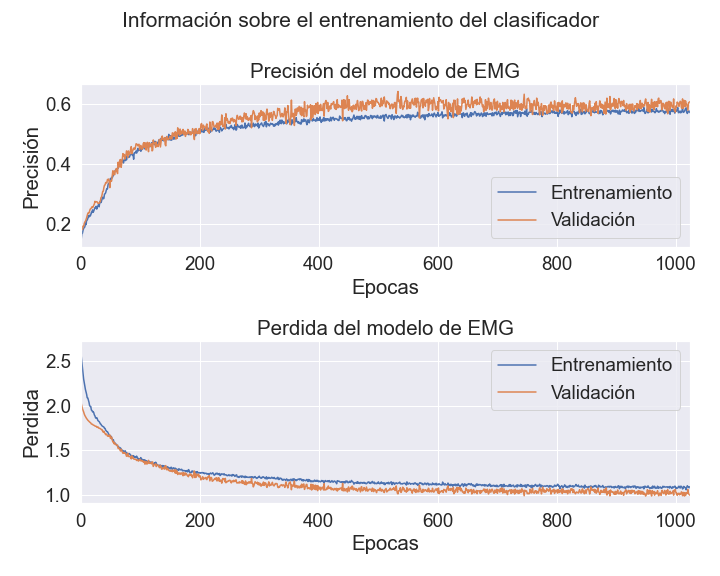 Información sobre el entrenamiento del clasificador
Precisión del modelo de EMG
Precisión
0.6
0.4
0.2
Entrenamiento
Validación
0 200 400 600 800 1000
Epocas
Perdida del modelo de EMG
Perdida
2.5
2.0
1.5
1.0
Entrenamiento
Validación
0 200 400 600 800 1000
Epocas